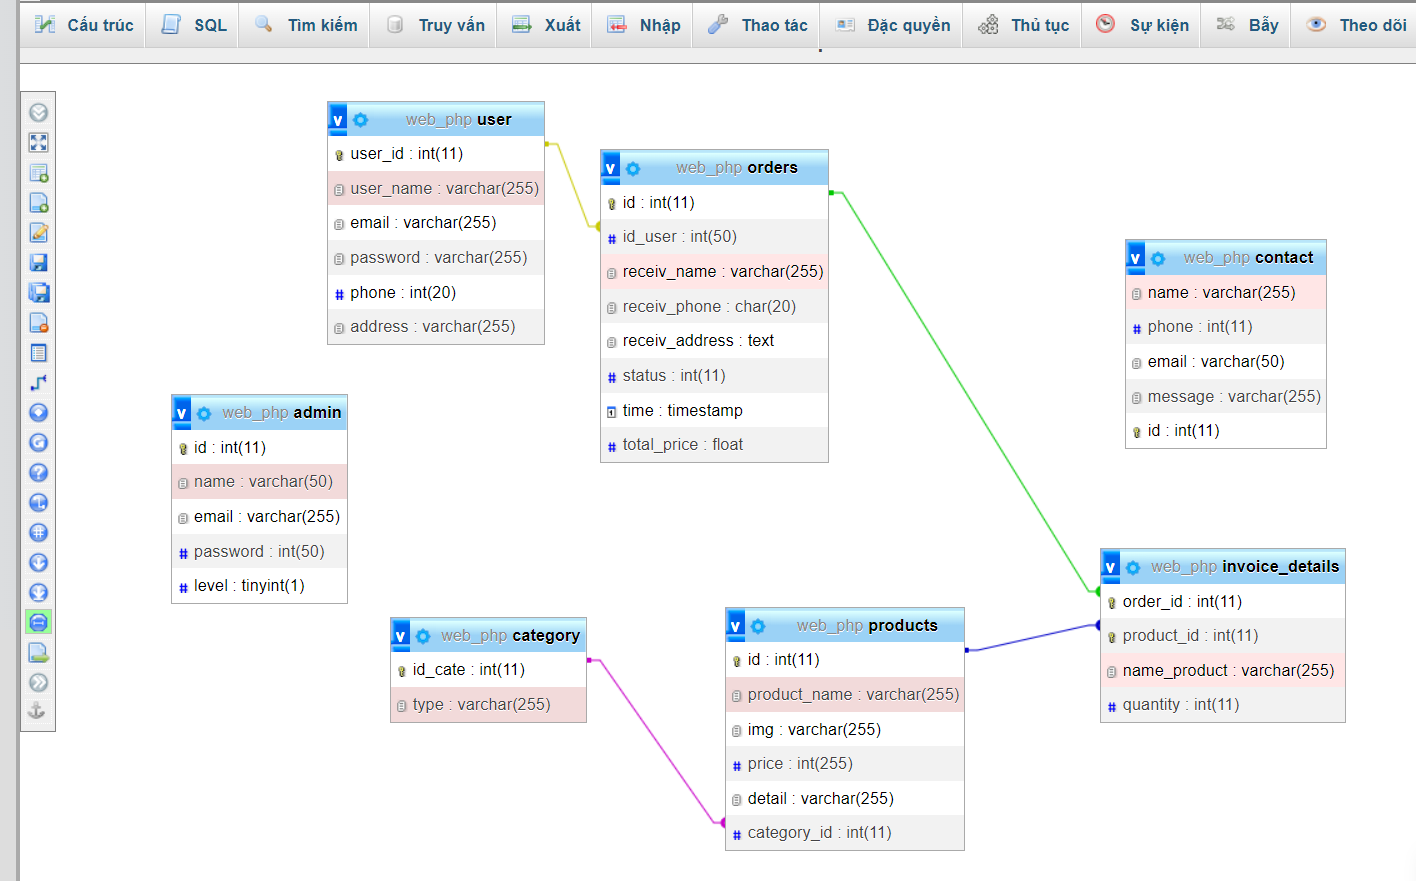 Cấu trúc SQL Tìm kiếm Truy vấn Xuất Nhập Thao tác Đặc quyền Thủ tục Sự kiện Bẫy Theo dõi
v web_php user
user_id : int(11)
user_name : varchar(255)
email : varchar(255)
password : varchar(255)
# phone : int(20)
address : varchar(255)
v web_php orders
id : int(11)
# id_user : int(50)
receiv_name : varchar(255)
receiv_phone : char(20)
receiv_address : text
# status : int(11)
time : timestamp
# total_price : float
v web_php contact
name : varchar(255)
# phone : int(11)
email : varchar(50)
message : varchar(255)
id : int(11)
v web_php admin
id : int(11)
name : varchar(50)
email : varchar(255)
# password : int(50)
# level : tinyint(1)
v web_php invoice_details
order_id : int(11)
product_id : int(11)
name_product : varchar(255)
# quantity : int(11)
v web_php category
id_cate : int(11)
type : varchar(255)
v web_php products
id : int(11)
product_name : varchar(255)
img : varchar(255)
# price : int(255)
detail : varchar(255)
# category_id : int(11)